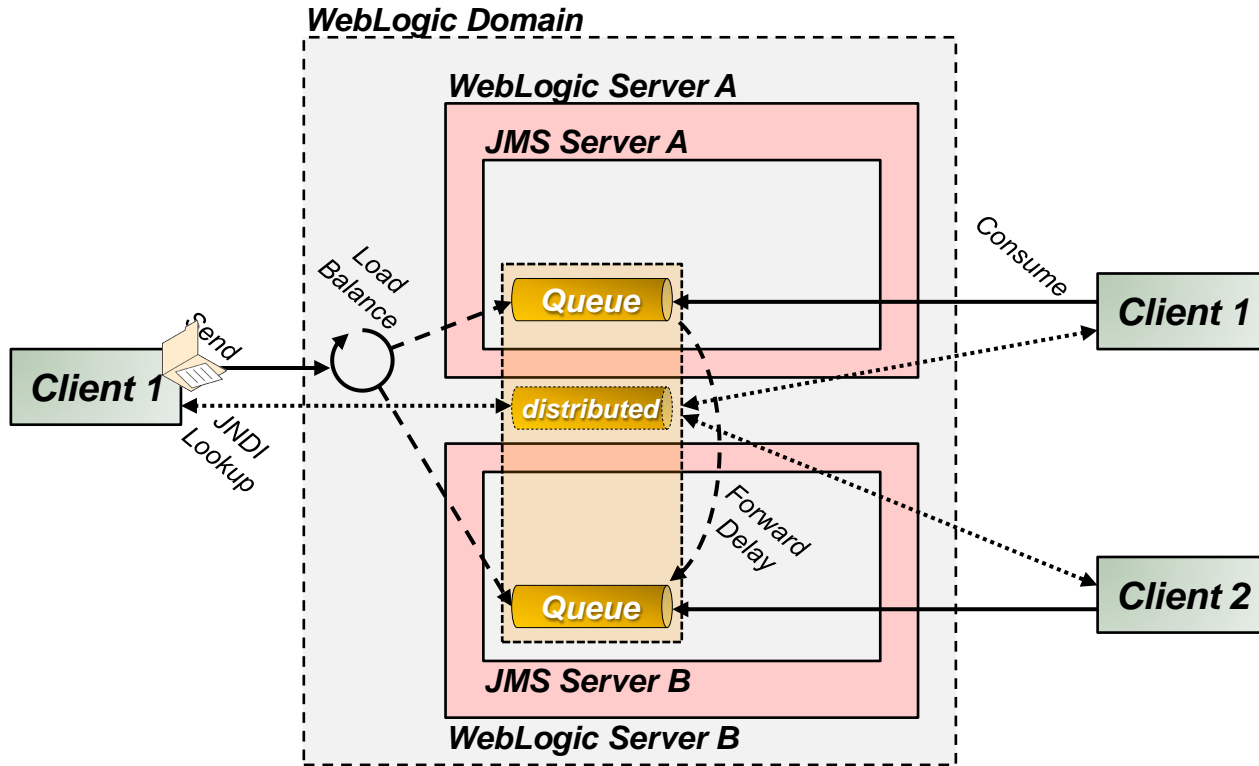 WebLogic Domain
WebLogic Server A
JMS Server A
Load
Balance
Consume
Queue
Client 1
Send
Client 1
distributed
JNDI
Lookup
Forward
Delay
Queue
Client 2
JMS Server B
WebLogic Server B